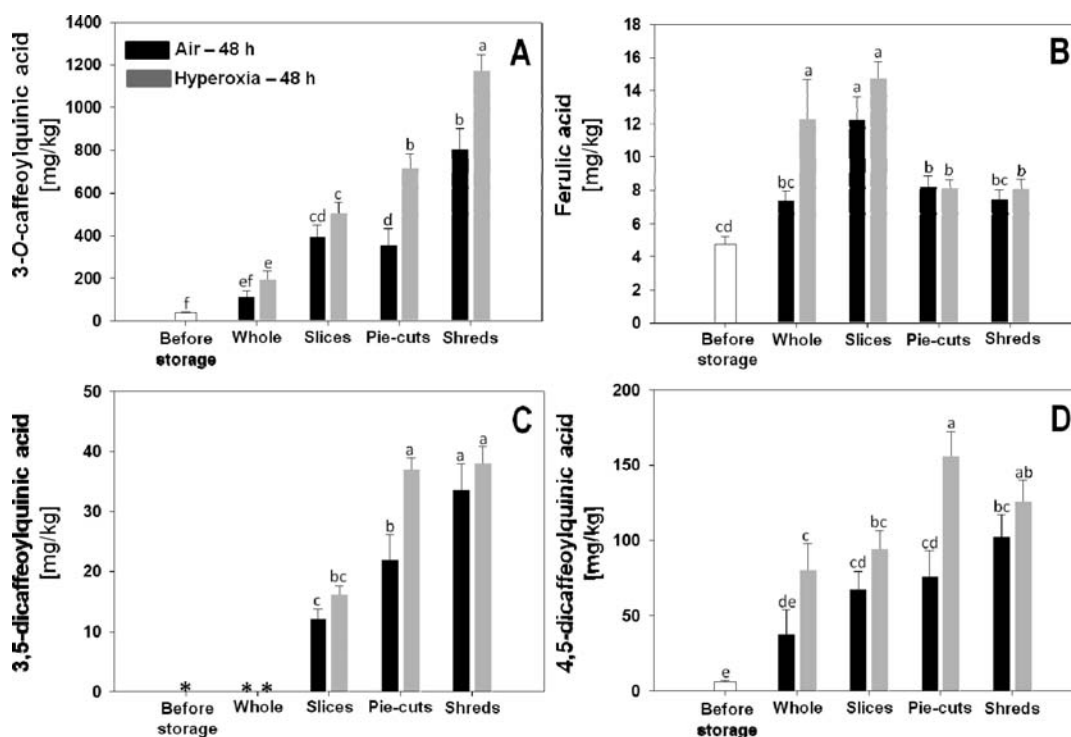 3-O-caffeoylquinic acid
[mg/kg]
1400
1200
1000
800
600
400
200
0
Air – 48 h
Hyperoxia – 48 h
A
f
ef
e
cd
c
d
b
b
a
Before
storage
Whole
Slices
Pie-cuts
Shreds
Ferulic acid
[mg/kg]
18
16
14
12
10
8
6
4
2
0
B
cd
bc
a
a
a
b
b
bc
b
Before
storage
Whole
Slices
Pie-cuts
Shreds
3,5-dicaffeoylquinic acid
[mg/kg]
50
40
30
20
10
0
C
*
* *
c
bc
b
a
a
a
Before
storage
Whole
Slices
Pie-cuts
Shreds
4,5-dicaffeoylquinic acid
[mg/kg]
200
150
100
50
0
D
e
de
c
cd
bc
cd
a
bc
ab
Before
storage
Whole
Slices
Pie-cuts
Shreds